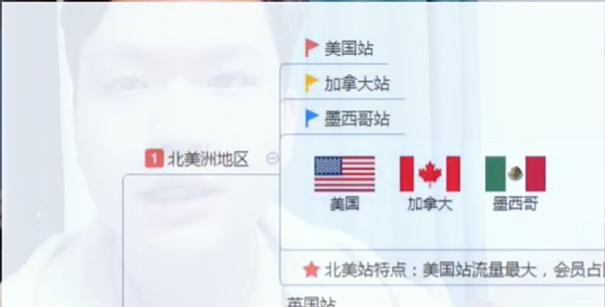 美国站
加拿大站
墨西哥站
1 北美洲地区
美国 加拿大 墨西哥
北美站特点：美国站流量最大，会员占
英国站